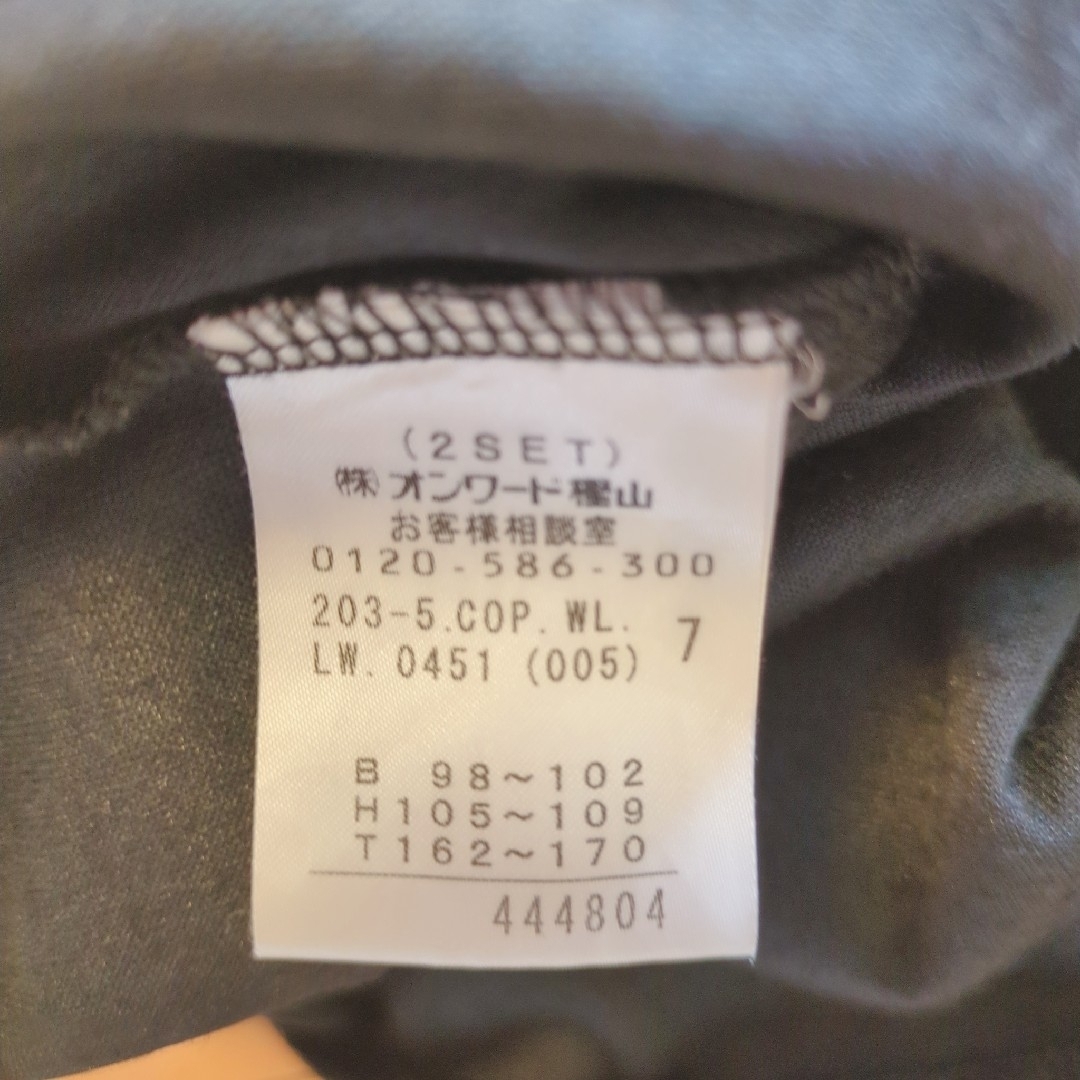 (2SET)
㈱オンワード樫山
お客様相談室
0120-586-300
203-5.COP.WL.
LW.0451 (005) 7
B 98~102
H105~109
T162~170
444804